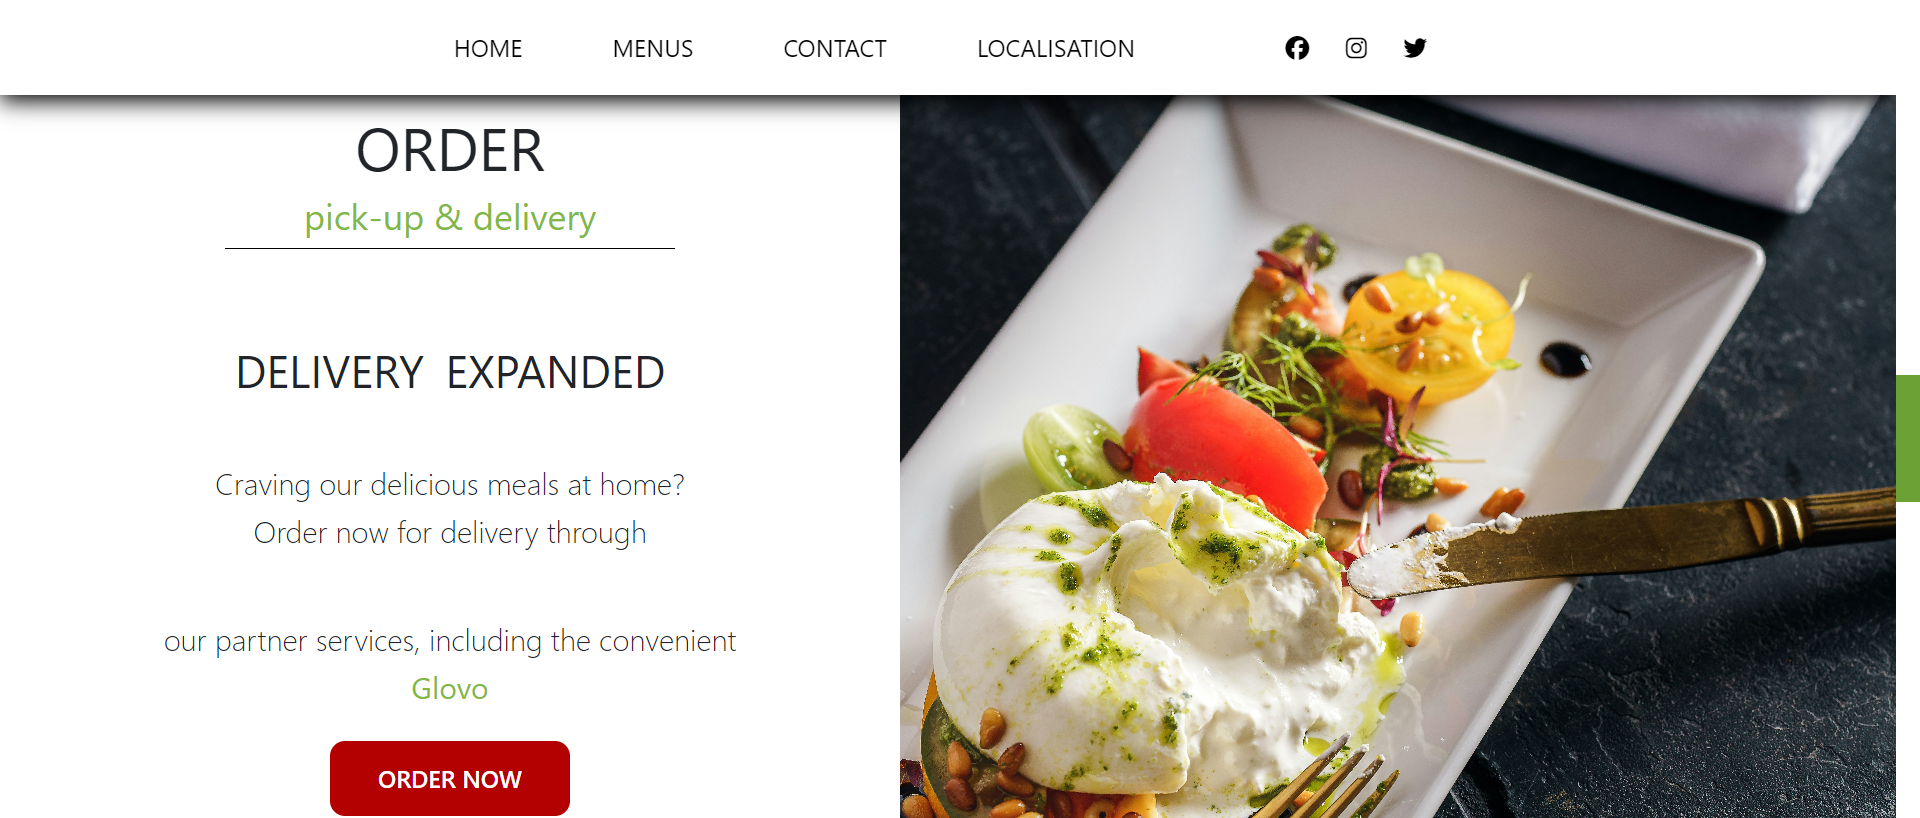 HOME MENUS CONTACT LOCALISATION
ORDER
pick-up & delivery
DELIVERY EXPANDED
Craving our delicious meals at home?
Order now for delivery through
our partner services, including the convenient
Glovo
ORDER NOW